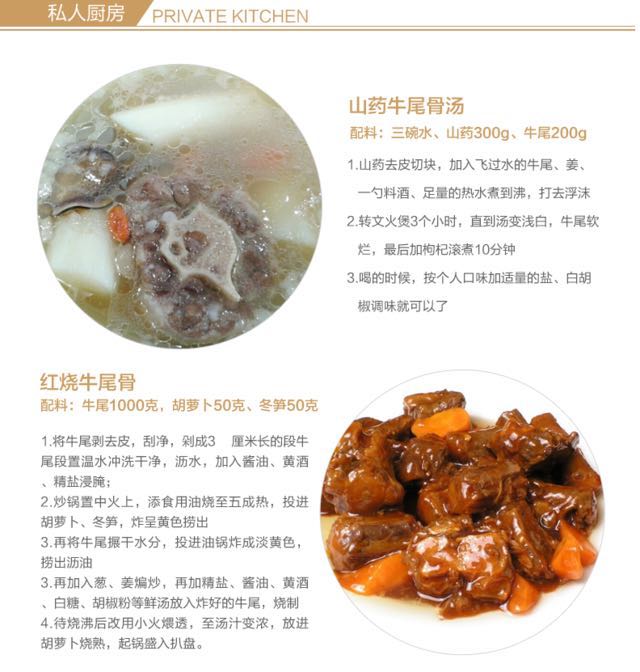 私人厨房 PRIVATE KITCHEN
山药牛尾骨汤
配料：三碗水、山药300g、牛尾200g
1.山药去皮切块，加入飞过水的牛尾、姜、
一勺料酒、足量的热水煮到沸，打去浮沫
2.转文火煲3个小时，直到汤变浅白，牛尾软
烂，最后加枸杞滚煮10分钟
3.喝的时候，按个人口味加适量的盐、白胡
椒调味就可以了
红烧牛尾骨
配料：牛尾1000克，胡萝卜50克、冬笋50克
1.将牛尾剥去皮，刮净，剁成3 厘米长的段牛
尾段置温水冲洗干净，沥水，加入酱油、黄酒
、精盐浸腌；
2.炒锅置中火上，添食用油烧至五成热，投进
胡萝卜、冬笋，炸呈黄色捞出
3.再将牛尾搌干水分，投进油锅炸成淡黄色，
捞出沥油
3.再加入葱、姜煸炒，再加精盐、酱油、黄酒
、白糖、胡椒粉等鲜汤放入炸好的牛尾，烧制
4.待烧沸后改用小火煨透，至汤汁变浓，放进
胡萝卜烧熟，起锅盛入扒盘。